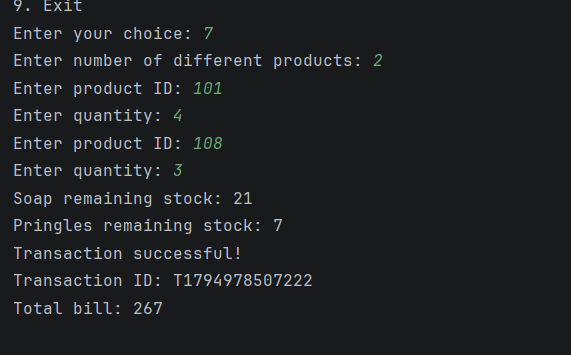 9. Exit
Enter your choice: 7
Enter number of different products: 2
Enter product ID: 101
Enter quantity: 4
Enter product ID: 108
Enter quantity: 3
Soap remaining stock: 21
Pringles remaining stock: 7
Transaction successful!
Transaction ID: T1794978507222
Total bill: 267